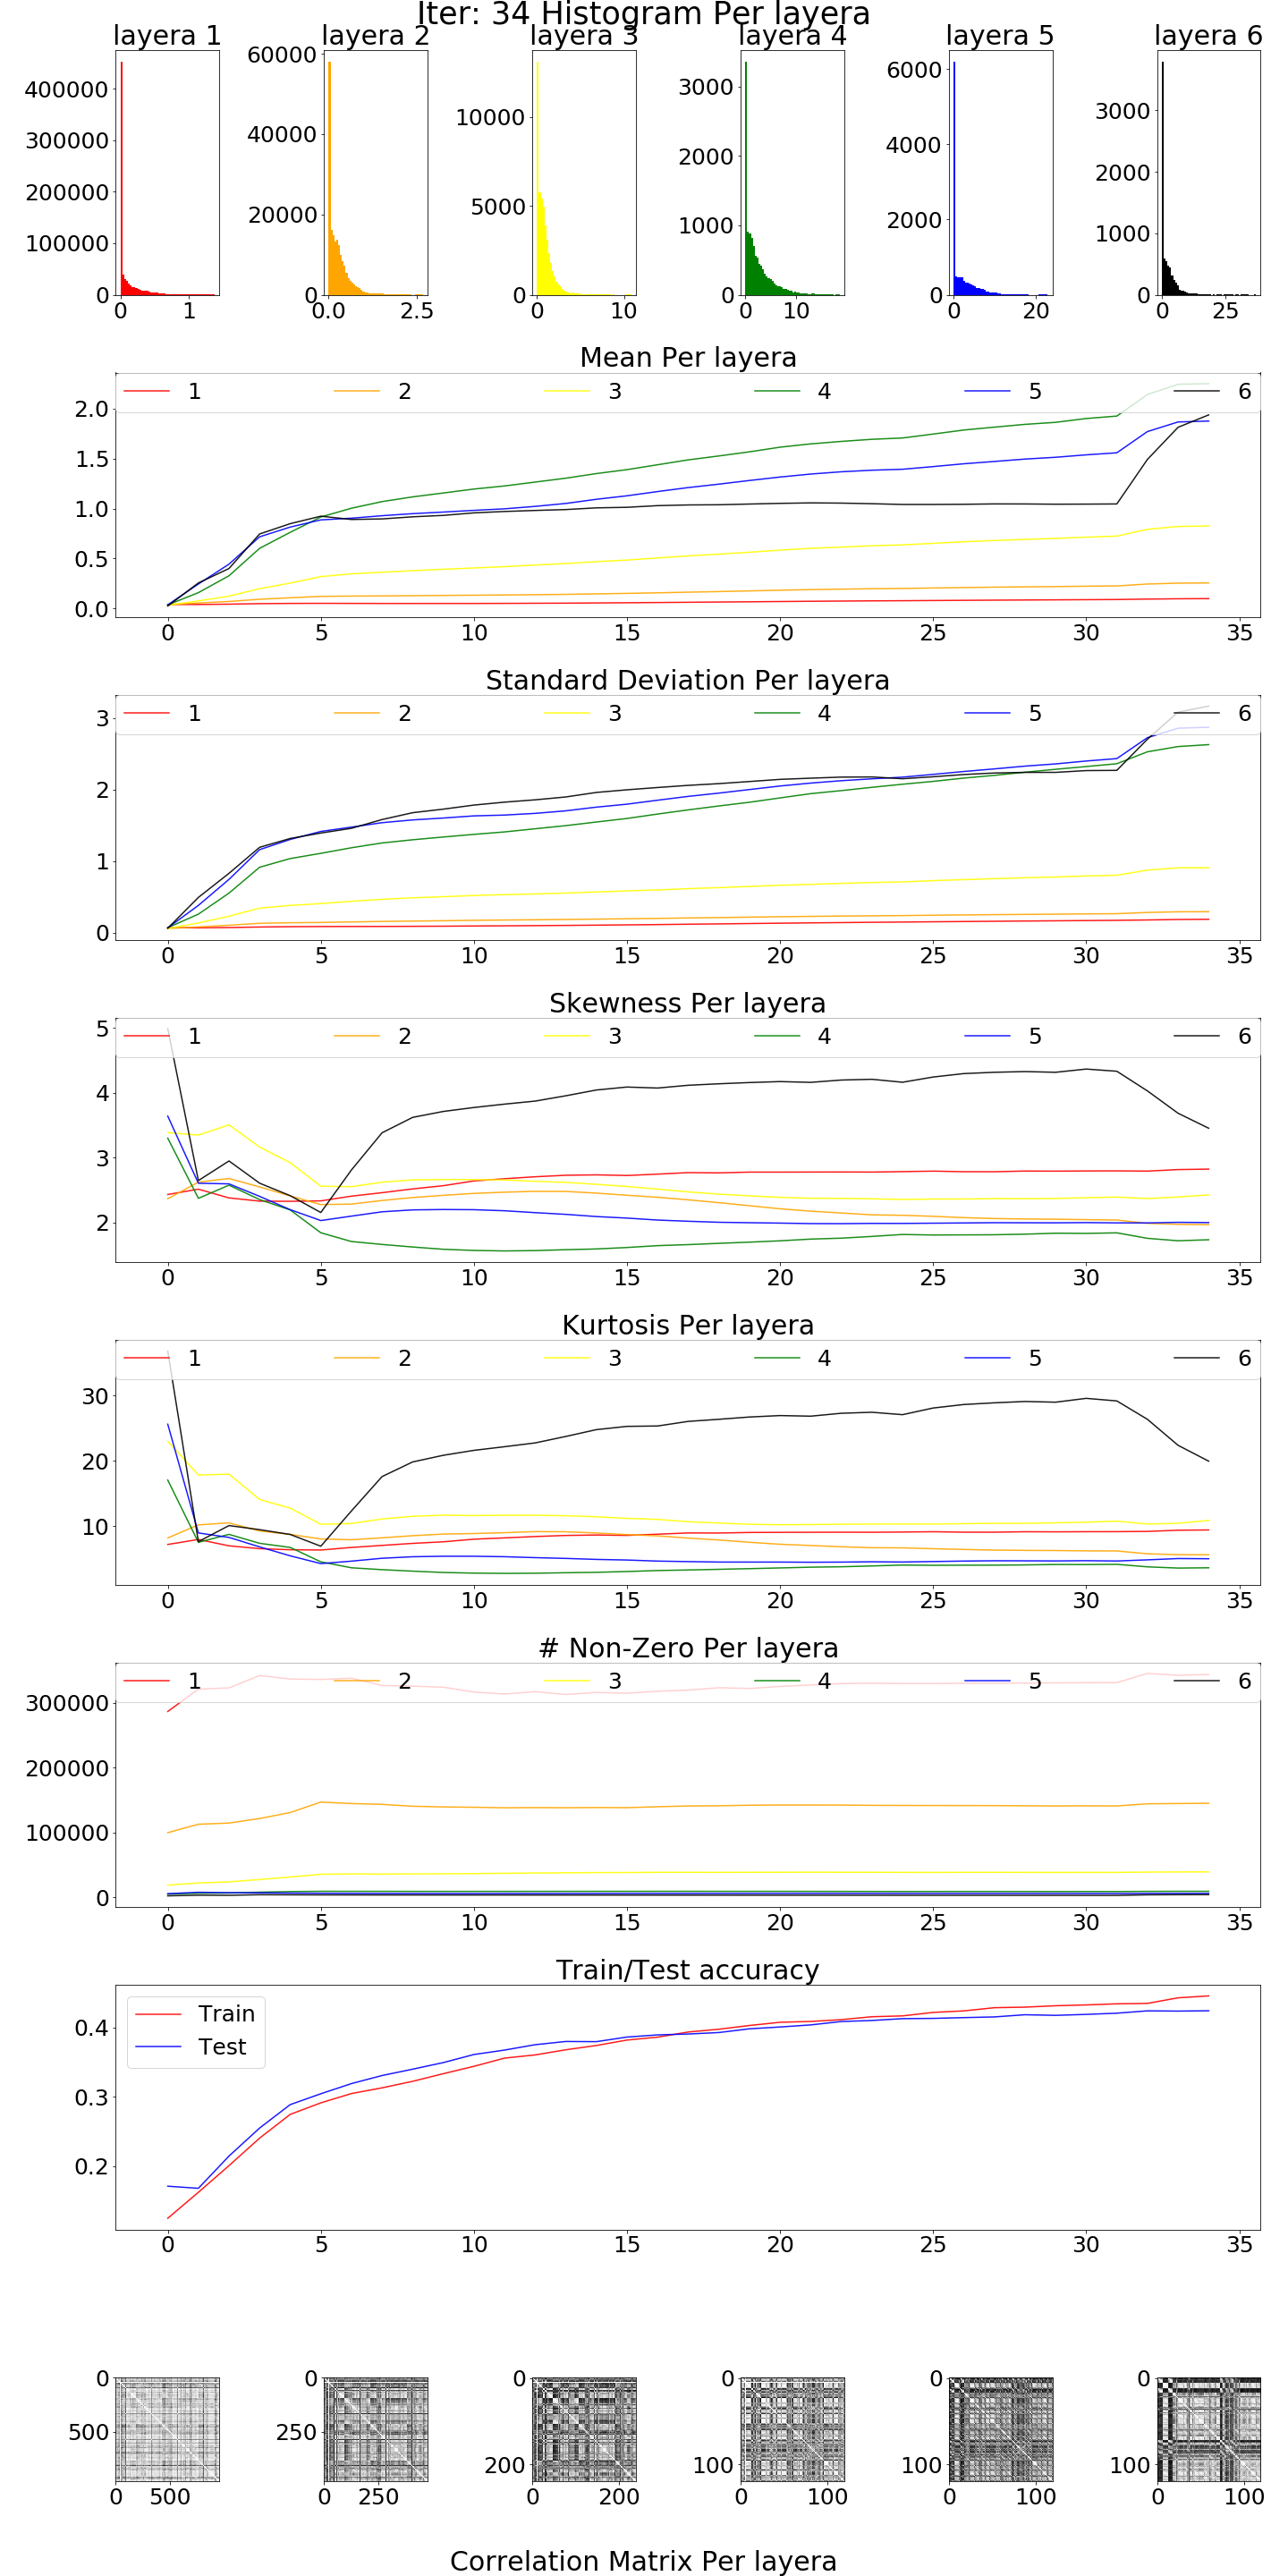 Iter: 34 Histogram Per layera
layera 1 layera 2 layera 3 layera 4 layera 5 layera 6
400000 300000 200000 100000 0
0 1
60000 40000 20000 0
0.0 2.5
10000 5000 0
0 10
3000 2000 1000 0
0 10
6000 4000 2000 0
0 20
3000 2000 1000 0
0 25
Mean Per layera
1 2 3 4 5 6
2.0
1.5
1.0
0.5
0.0
0 5 10 15 20 25 30 35
Standard Deviation Per layera
1 2 3 4 5 6
3
2
1
0
0 5 10 15 20 25 30 35
Skewness Per layera
1 2 3 4 5 6
5
4
3
2
0 5 10 15 20 25 30 35
Kurtosis Per layera
1 2 3 4 5 6
30
20
10
0 5 10 15 20 25 30 35
# Non-Zero Per layera
1 2 3 4 5 6
300000
200000
100000
0
0 5 10 15 20 25 30 35
Train/Test accuracy
Train
Test
0.4
0.3
0.2
0 5 10 15 20 25 30 35
0 500
0 500
0 250
0 250
0 200
0 200
0 100
0 100
0 100
0 100
0 100
0 100
Correlation Matrix Per layera